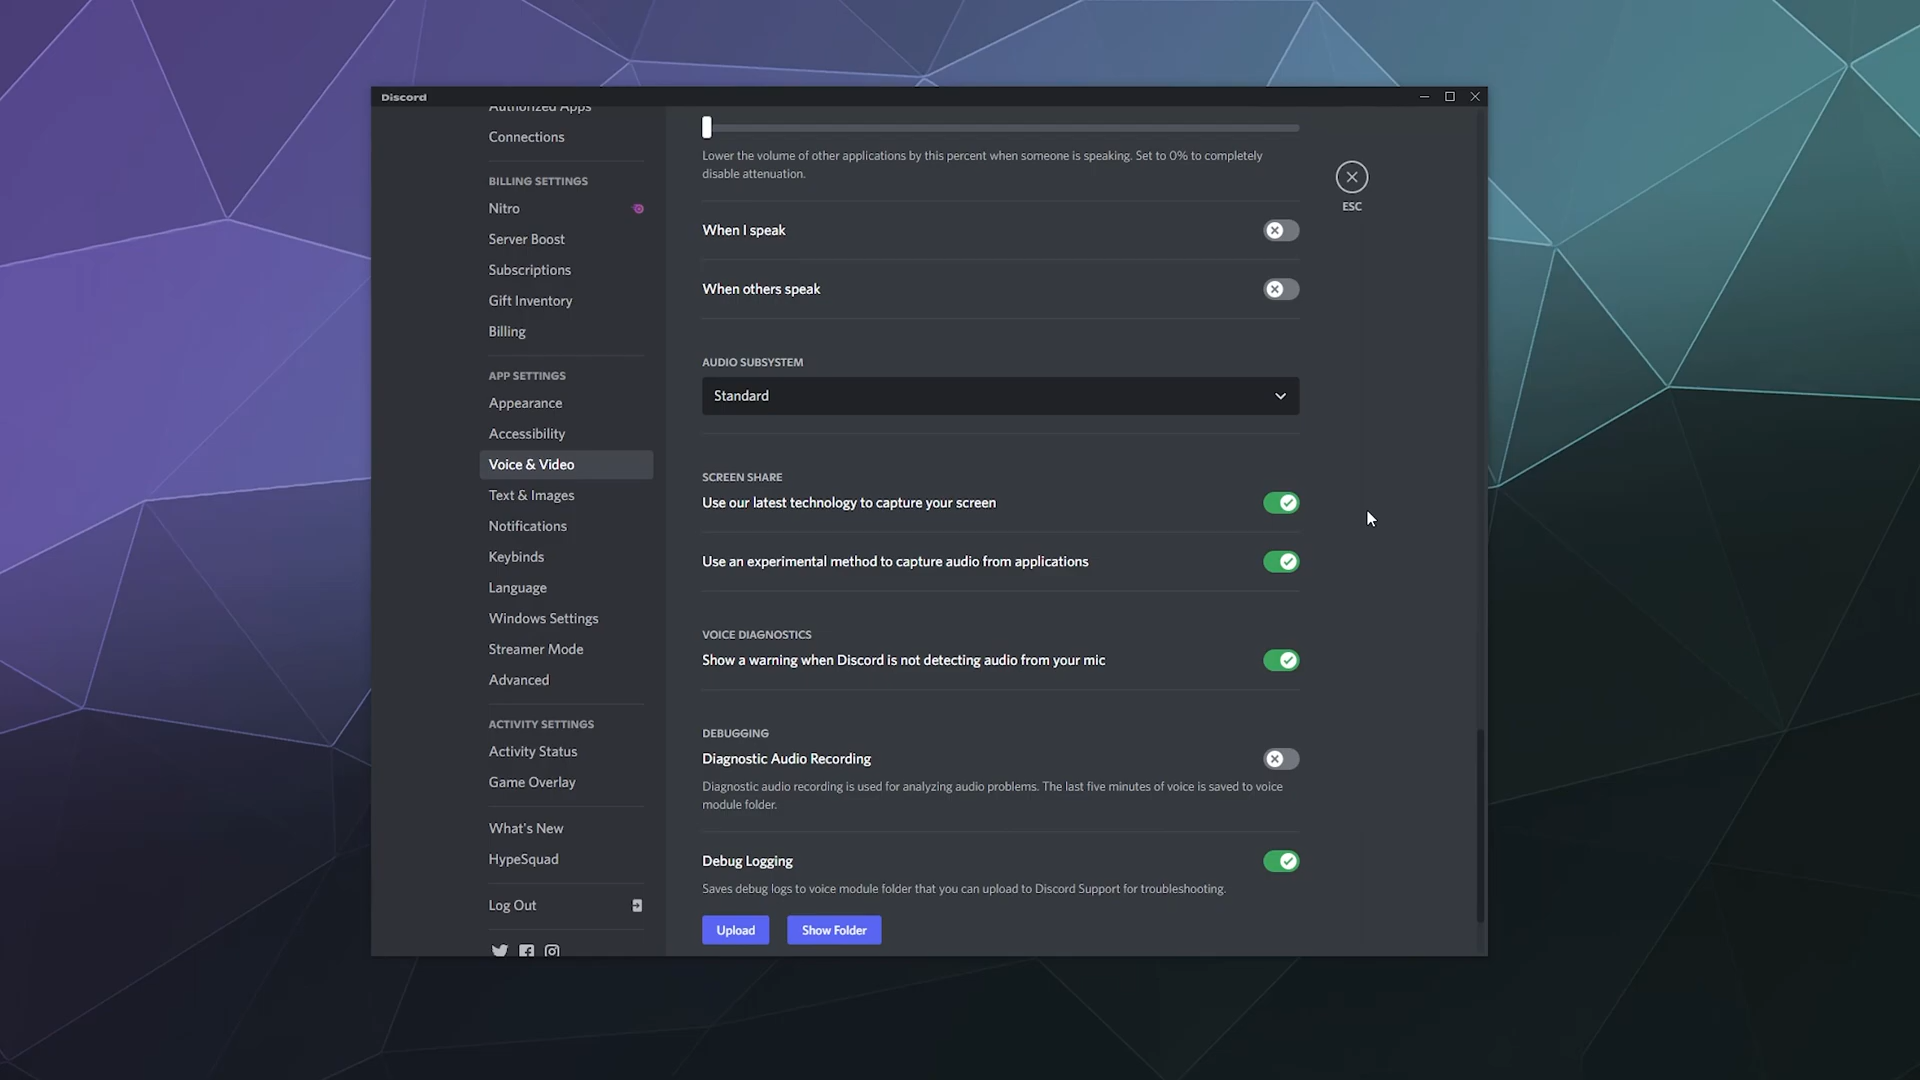 Discord
Authorized Apps
Connections
BILLING SETTINGS
Nitro
Server Boost
Subscriptions
Gift Inventory
Billing
APP SETTINGS
Appearance
Accessibility
Voice & Video
Text & Images
Notifications
Keybinds
Language
Windows Settings
Streamer Mode
Advanced
ACTIVITY SETTINGS
Activity Status
Game Overlay
What's New
HypeSquad
Log Out
Lower the volume of other applications by this percent when someone is speaking. Set to 0% to completely
disable attenuation.
When I speak
When others speak
AUDIO SUBSYSTEM
Standard
SCREEN SHARE
Use our latest technology to capture your screen
Use an experimental method to capture audio from applications
VOICE DIAGNOSTICS
Show a warning when Discord is not detecting audio from your mic
DEBUGGING
Diagnostic Audio Recording
Diagnostic audio recording is used for analyzing audio problems. The last five minutes of voice is saved to voice
module folder.
Debug Logging
Saves debug logs to voice module folder that you can upload to Discord Support for troubleshooting.
Upload
Show Folder
ESC